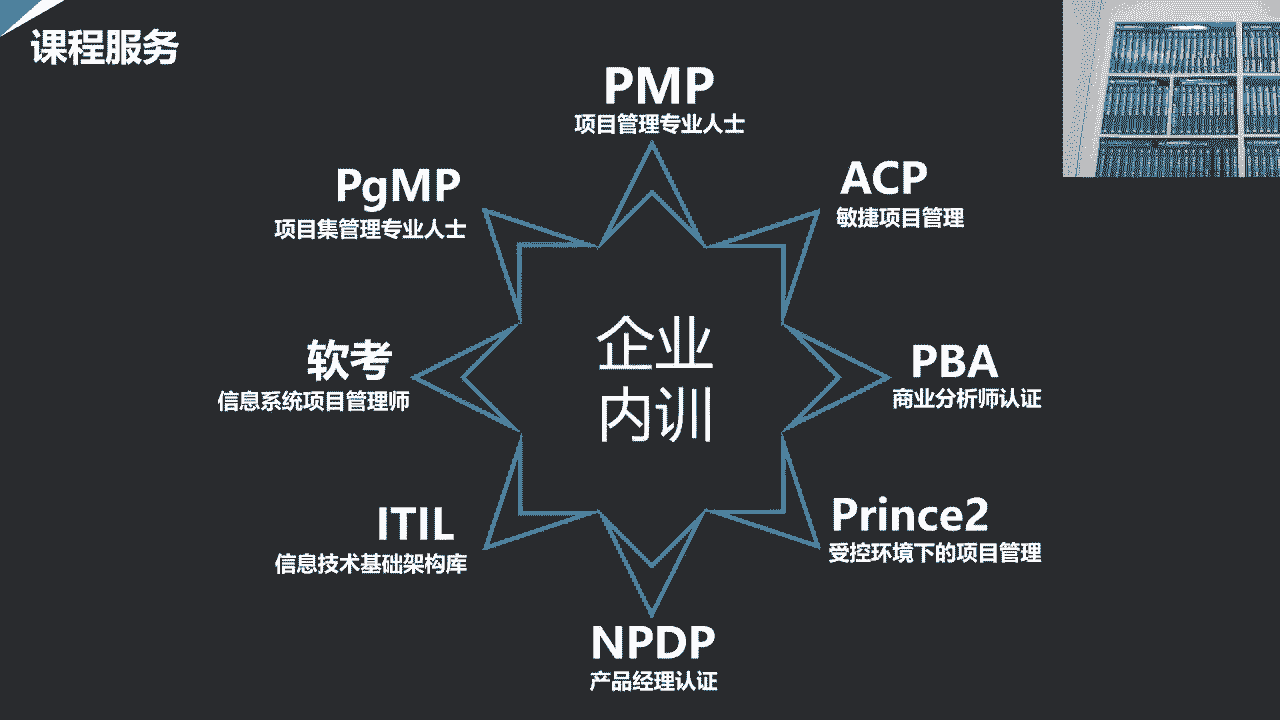 课程服务
PMP
项目管理专业人士
PgMP
项目集管理专业人士
ACP
敏捷项目管理
软考
信息系统项目管理师
企业
内训
PBA
商业分析师认证
ITIL
信息技术基础架构库
Prince2
受控环境下的项目管理
NPDP
产品经理认证